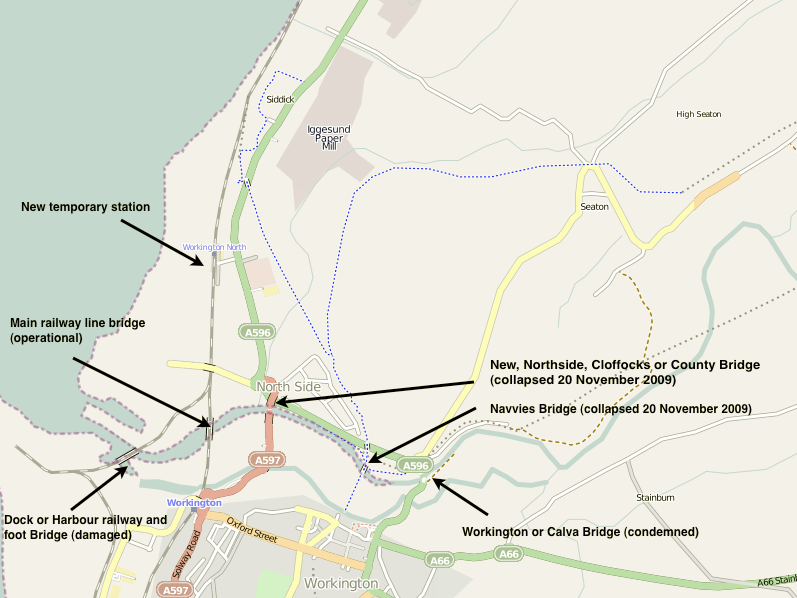 Siddick
Iggesund
Paper
Mill
High Seaton
Seaton
New temporary station
Workington North
Main railway line bridge
(operational)
A596
New, Northside, Cloffocks or County Bridge
(collapsed 20 November 2009)
North Side
Navvies Bridge (collapsed 20 November 2009)
A597
A596
Stainburn
Workington
Dock or Harbour railway and
foot Bridge (damaged)
Oxford Street
Solway Road
Workington or Calva Bridge (condemned)
A66
A66
Workington
A597
A66 Stainb